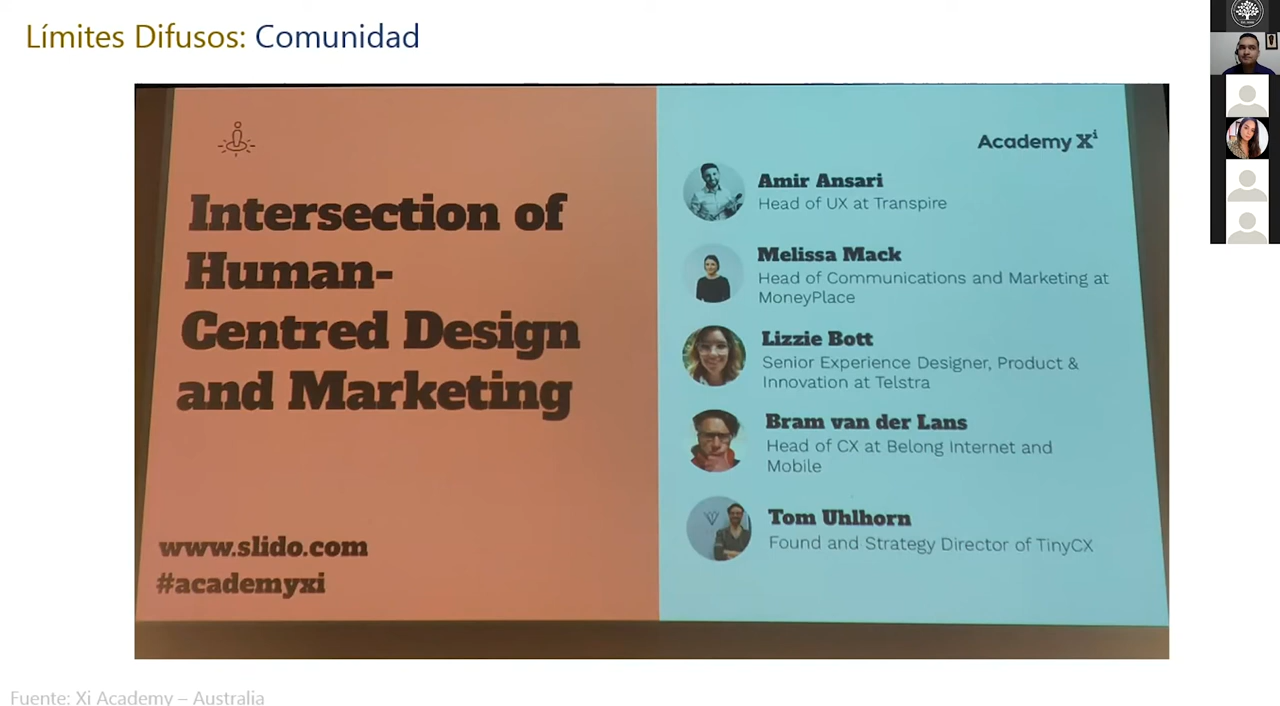 Límites Difusos: Comunidad
Intersection of
Human-
Centred Design
and Marketing
www.slido.com
#academyxi
Academy Xi
Amir Ansari
Head of UX at Transpire
Melissa Mack
Head of Communications and Marketing at
MoneyPlace
Lizzie Bott
Senior Experience Designer, Product &
Innovation at Telstra
Bram van der Lans
Head of CX at Belong Internet and
Mobile
Tom Uhlhorn
Found and Strategy Director of TinyCX
Fuente: Xi Academy – Australia